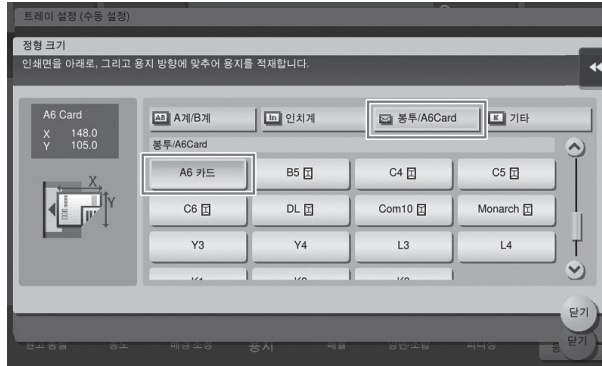 트레이 설정 (수동 설정)
정형 크기
인쇄면을 아래로, 그리고 용지 방향에 맞추어 용지를 적재합니다.
A6 Card
X 148.0
Y 105.0
X
Y
AB A계/B계 In 인치계 봉투/A6Card K 기타
봉투/A6Card
A6 카드 B5 C4 C5
C6 DL Com10 Monarch
Y3 Y4 L3 L4
닫기
용지
닫기